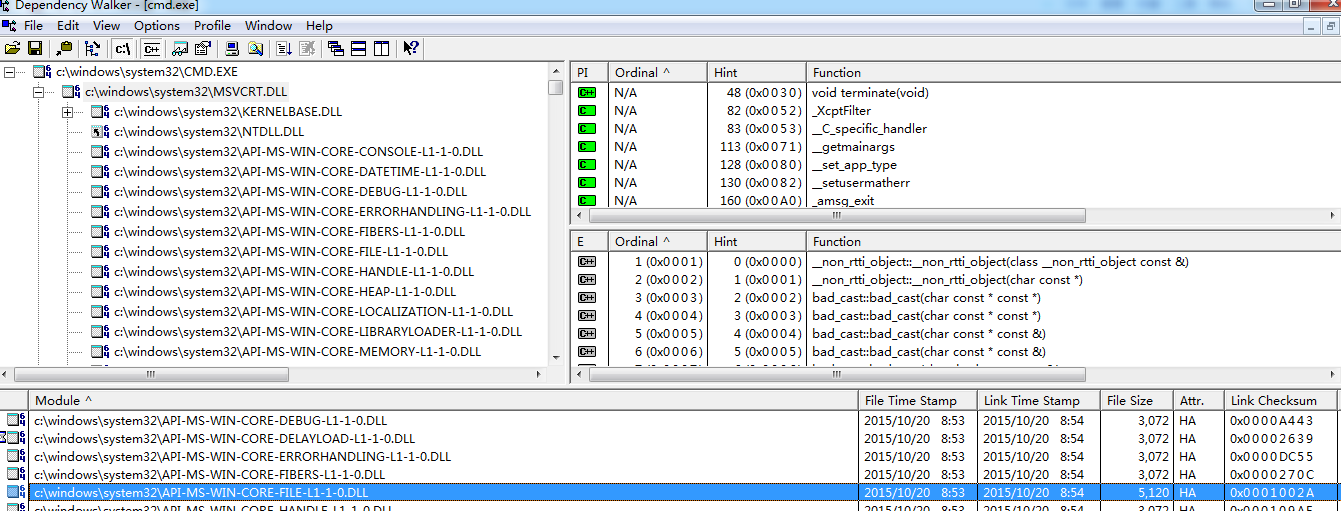 Dependency Walker - [cmd.exe]
File Edit View Options Profile Window Help
c:\windows\system32\CMD.EXE
c:\windows\system32\MSVCRT.DLL
c:\windows\system32\KERNELBASE.DLL
c:\windows\system32\NTDLL.DLL
c:\windows\system32\API-MS-WIN-CORE-CONSOLE-L1-1-0.DLL
c:\windows\system32\API-MS-WIN-CORE-DATETIME-L1-1-0.DLL
c:\windows\system32\API-MS-WIN-CORE-DEBUG-L1-1-0.DLL
c:\windows\system32\API-MS-WIN-CORE-ERRORHANDLING-L1-1-0.DLL
c:\windows\system32\API-MS-WIN-CORE-FIBERS-L1-1-0.DLL
c:\windows\system32\API-MS-WIN-CORE-FILE-L1-1-0.DLL
c:\windows\system32\API-MS-WIN-CORE-HANDLE-L1-1-0.DLL
c:\windows\system32\API-MS-WIN-CORE-HEAP-L1-1-0.DLL
c:\windows\system32\API-MS-WIN-CORE-LOCALIZATION-L1-1-0.DLL
c:\windows\system32\API-MS-WIN-CORE-LIBRARYLOADER-L1-1-0.DLL
c:\windows\system32\API-MS-WIN-CORE-MEMORY-L1-1-0.DLL
PI Ordinal ^ Hint Function
C++ N/A 48 (0x0030) void terminate(void)
C N/A 82 (0x0052) _XcptFilter
C N/A 83 (0x0053) __C_specific_handler
C N/A 113 (0x0071) __getmainargs
C N/A 128 (0x0080) __set_app_type
C N/A 130 (0x0082) __setusermatherr
C N/A 160 (0x00A0) _amsg_exit
E Ordinal ^ Hint Function
C++ 1 (0x0001) 0 (0x0000) __non_rtti_object::__non_rtti_object(class __non_rtti_object const &)
C++ 2 (0x0002) 1 (0x0001) __non_rtti_object::__non_rtti_object(char const *)
C++ 3 (0x0003) 2 (0x0002) bad_cast::bad_cast(char const * const *)
C++ 4 (0x0004) 3 (0x0003) bad_cast::bad_cast(char const * const *)
C++ 5 (0x0005) 4 (0x0004) bad_cast::bad_cast(char const * const &)
C++ 6 (0x0006) 5 (0x0005) bad_cast::bad_cast(char const * const &)
Module ^ File Time Stamp Link Time Stamp File Size Attr. Link Checksum
c:\windows\system32\API-MS-WIN-CORE-DEBUG-L1-1-0.DLL 2015/10/20 8:53 2015/10/20 8:54 3,072 HA 0x0000A443
c:\windows\system32\API-MS-WIN-CORE-DELAYLOAD-L1-1-0.DLL 2015/10/20 8:53 2015/10/20 8:54 3,072 HA 0x00002639
c:\windows\system32\API-MS-WIN-CORE-ERRORHANDLING-L1-1-0.DLL 2015/10/20 8:53 2015/10/20 8:54 3,072 HA 0x0000DC55
c:\windows\system32\API-MS-WIN-CORE-FIBERS-L1-1-0.DLL 2015/10/20 8:53 2015/10/20 8:54 3,072 HA 0x0000270C
c:\windows\system32\API-MS-WIN-CORE-FILE-L1-1-0.DLL 2015/10/20 8:53 2015/10/20 8:54 5,120 HA 0x0001002A